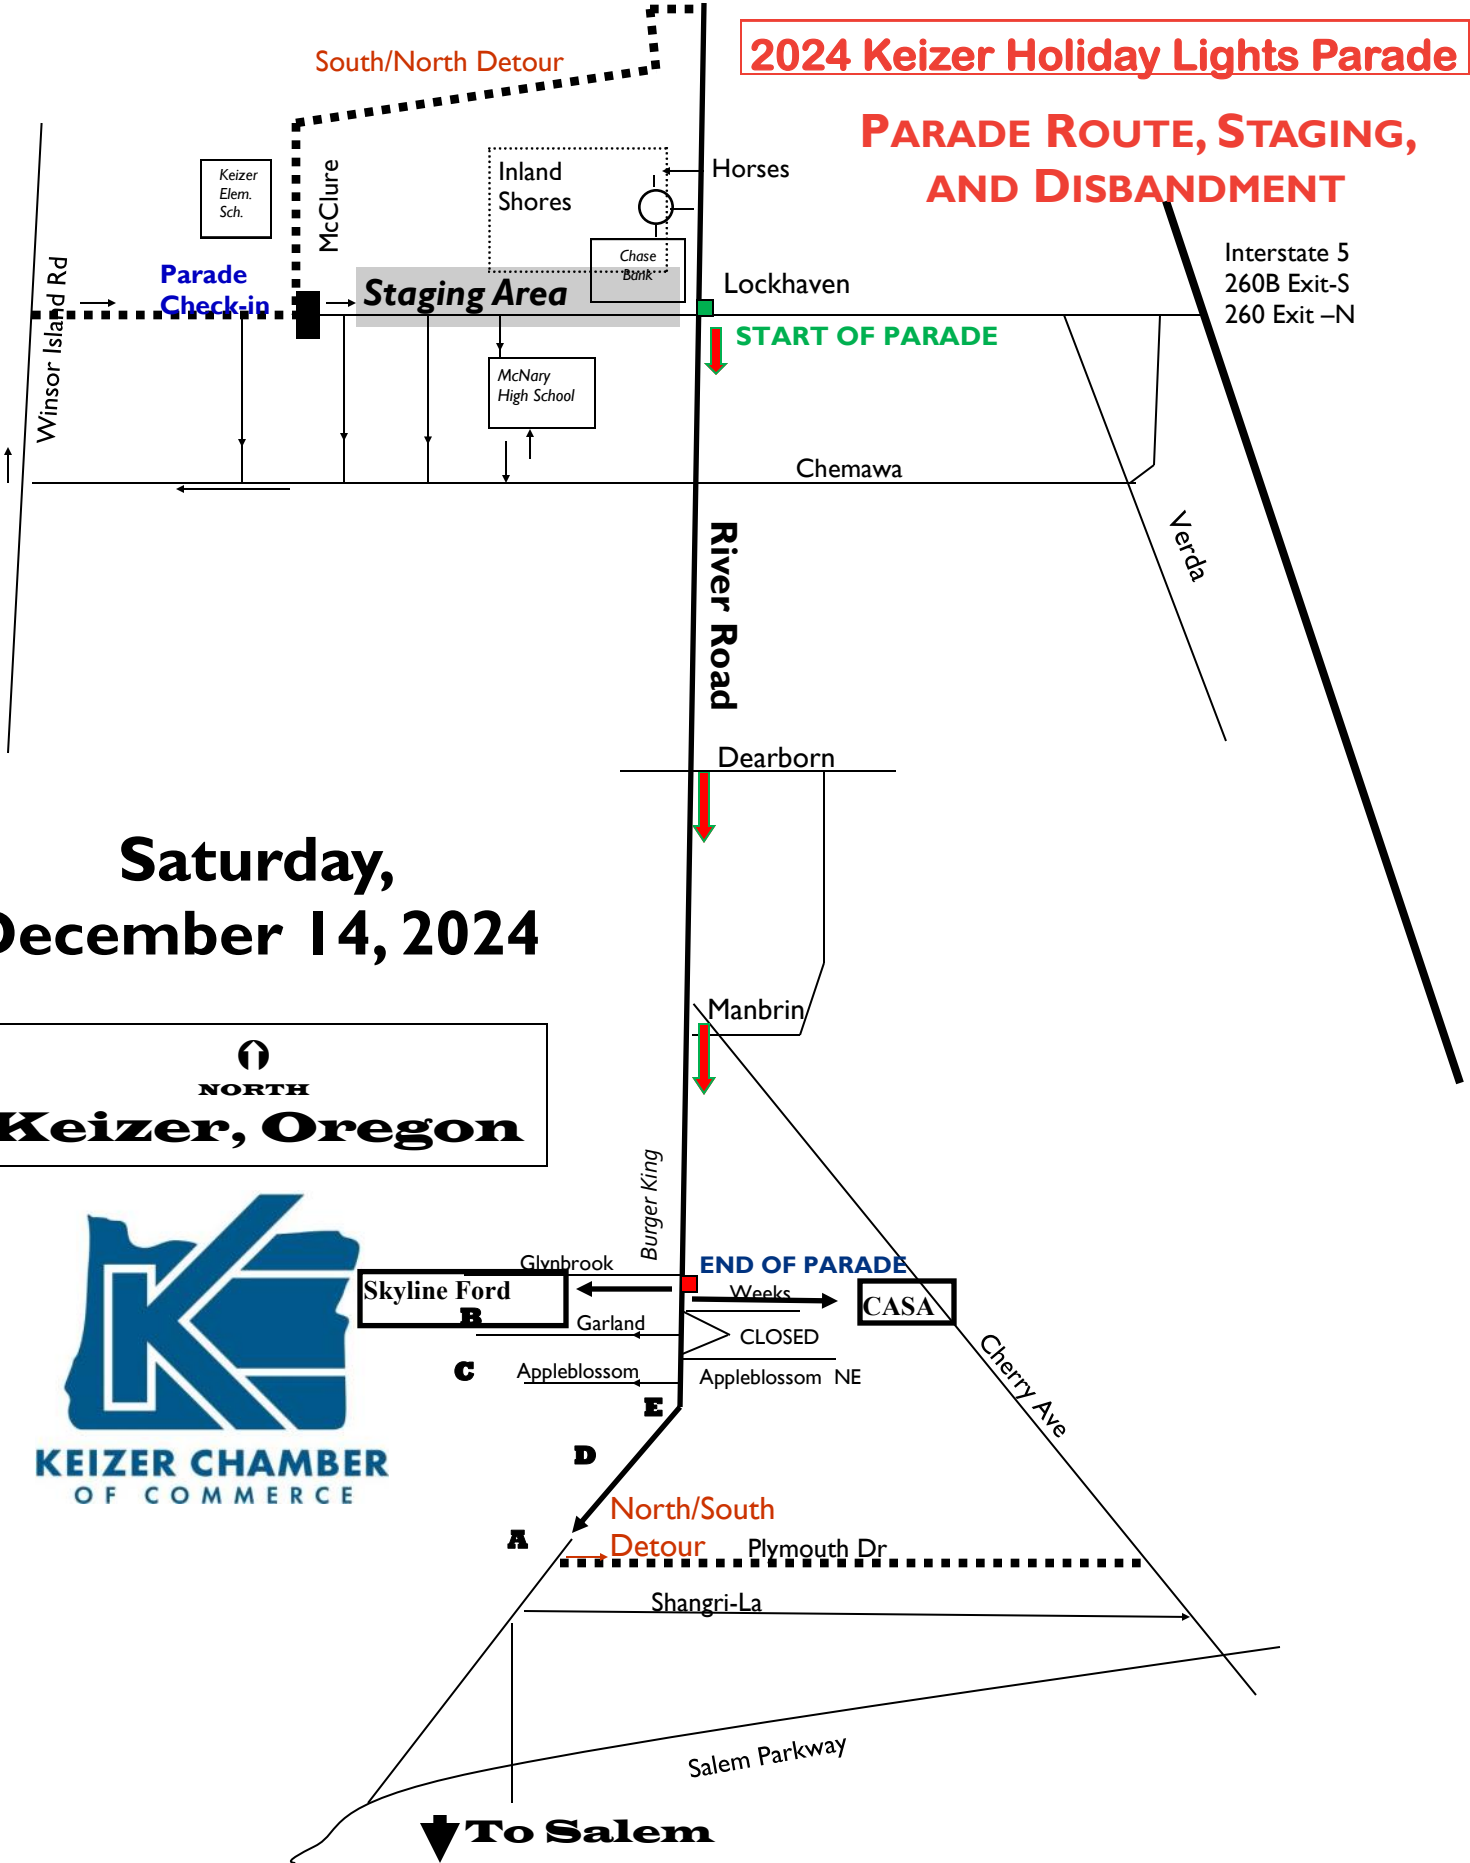 2024 Keizer Holiday Lights Parade
PARADE ROUTE, STAGING,
AND DISBANDMENT
South/North Detour
Keizer
Elem.
Sch.
McClure
Inland
Shores
Horses
Chase
Bank
Interstate 5
260B Exit-S
260 Exit –N
Winsor Island Rd
Parade
Check-in
Staging Area
Lockhaven
START OF PARADE
McNary
High School
Chemawa
Verda
River Road
Dearborn
Saturday,
December 14, 2024
Manbrin
NORTH
Keizer, Oregon
Burger King
Glynbrook
END OF PARADE
Skyline Ford
B
Weeks
CASA
Garland
CLOSED
C
Appleblossom
Appleblossom NE
Cherry Ave
E
D
KEIZER CHAMBER
OF COMMERCE
North/South
Detour
A
Plymouth Dr
Shangri-La
Salem Parkway
To Salem